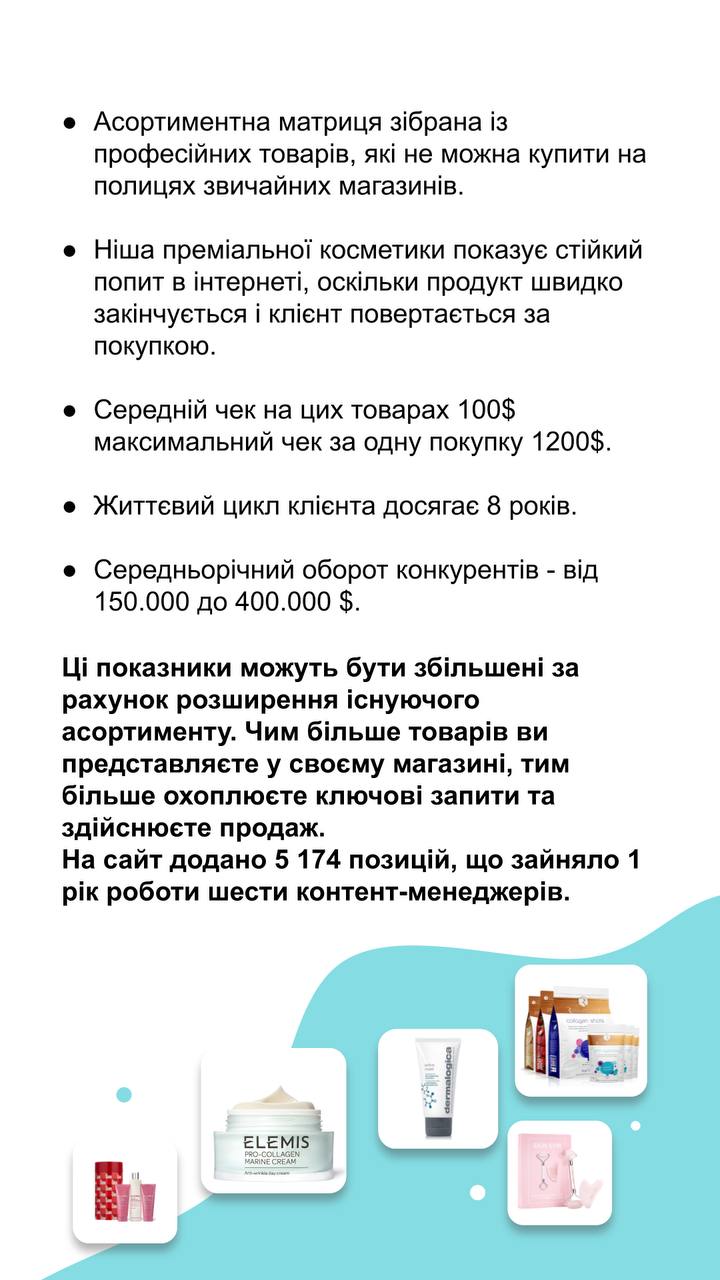 ● Асортиментна матриця зібрана із
професійних товарів, які не можна купити на
полицях звичайних магазинів.
● Ніша преміальної косметики показує стійкий
попит в інтернеті, оскільки продукт швидко
закінчується і клієнт повертається за
покупкою.
● Середній чек на цих товарах 100$
максимальний чек за одну покупку 1200$.
● Життєвий цикл клієнта досягає 8 років.
● Середньорічний оборот конкурентів - від
150.000 до 400.000 $.
Ці показники можуть бути збільшені за
рахунок розширення існуючого
асортименту. Чим більше товарів ви
представляєте у своєму магазині, тим
більше охоплюєте ключові запити та
здійснюєте продаж.
На сайт додано 5 174 позицій, що зайняло 1
рік роботи шести контент-менеджерів.
collagen shots
dermalogica
ELEMIS
PRO-COLLAGEN
MARINE CREAM
Anti-wrinkle day cream